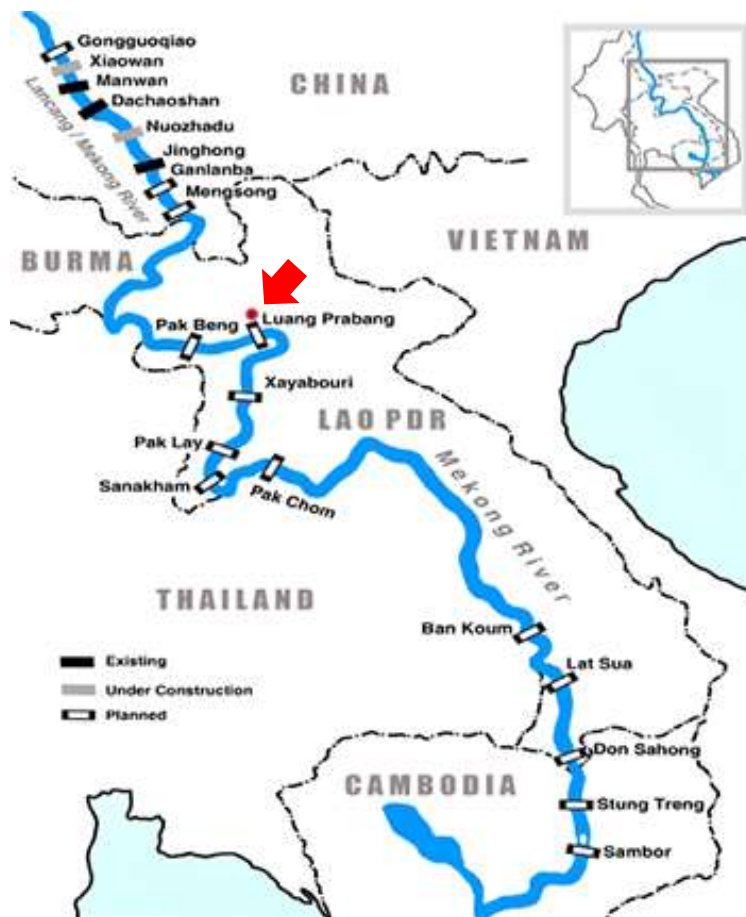 Gongguoqiao
Xiaowan
Manwan
Dachaoshan
Nuozhadu
Jinghong
Ganlanba
Mengsong
Lancang / Mekong River
CHINA
VIETNAM
BURMA
Pak Beng
Luang Prabang
Xayabouri
LAO PDR
Pak Lay
Sanakham
Pak Chom
Mekong River
THAILAND
Ban Koum
Lat Sua
Existing
Under Construction
Planned
Don Sahong
CAMBODIA
Stung Treng
Sambor